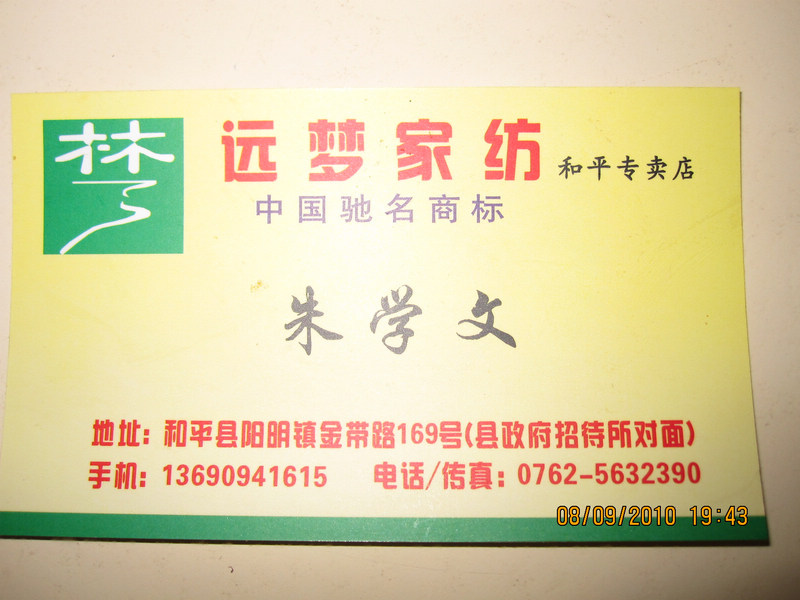 梦
远梦家纺 和平专卖店
中国驰名商标
朱学文
地址：和平县阳明镇金带路169号(县政府招待所对面)
手机：13690941615 电话/传真：0762-5632390
08/09/2010 19:43